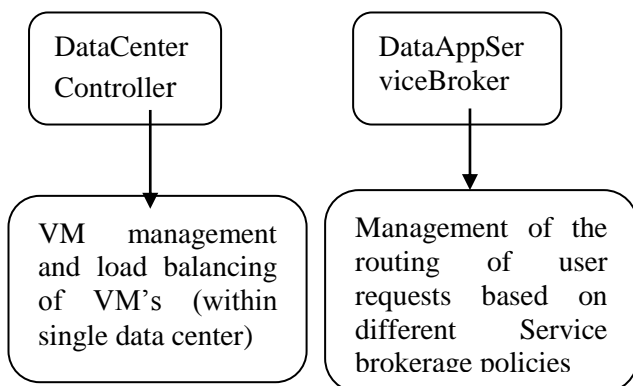 DataCenter
Controller
DataAppSer
viceBroker
VM management
and load balancing
of VM's (within
single data center)
Management of the
routing of user
requests based on
different Service
brokerage policies